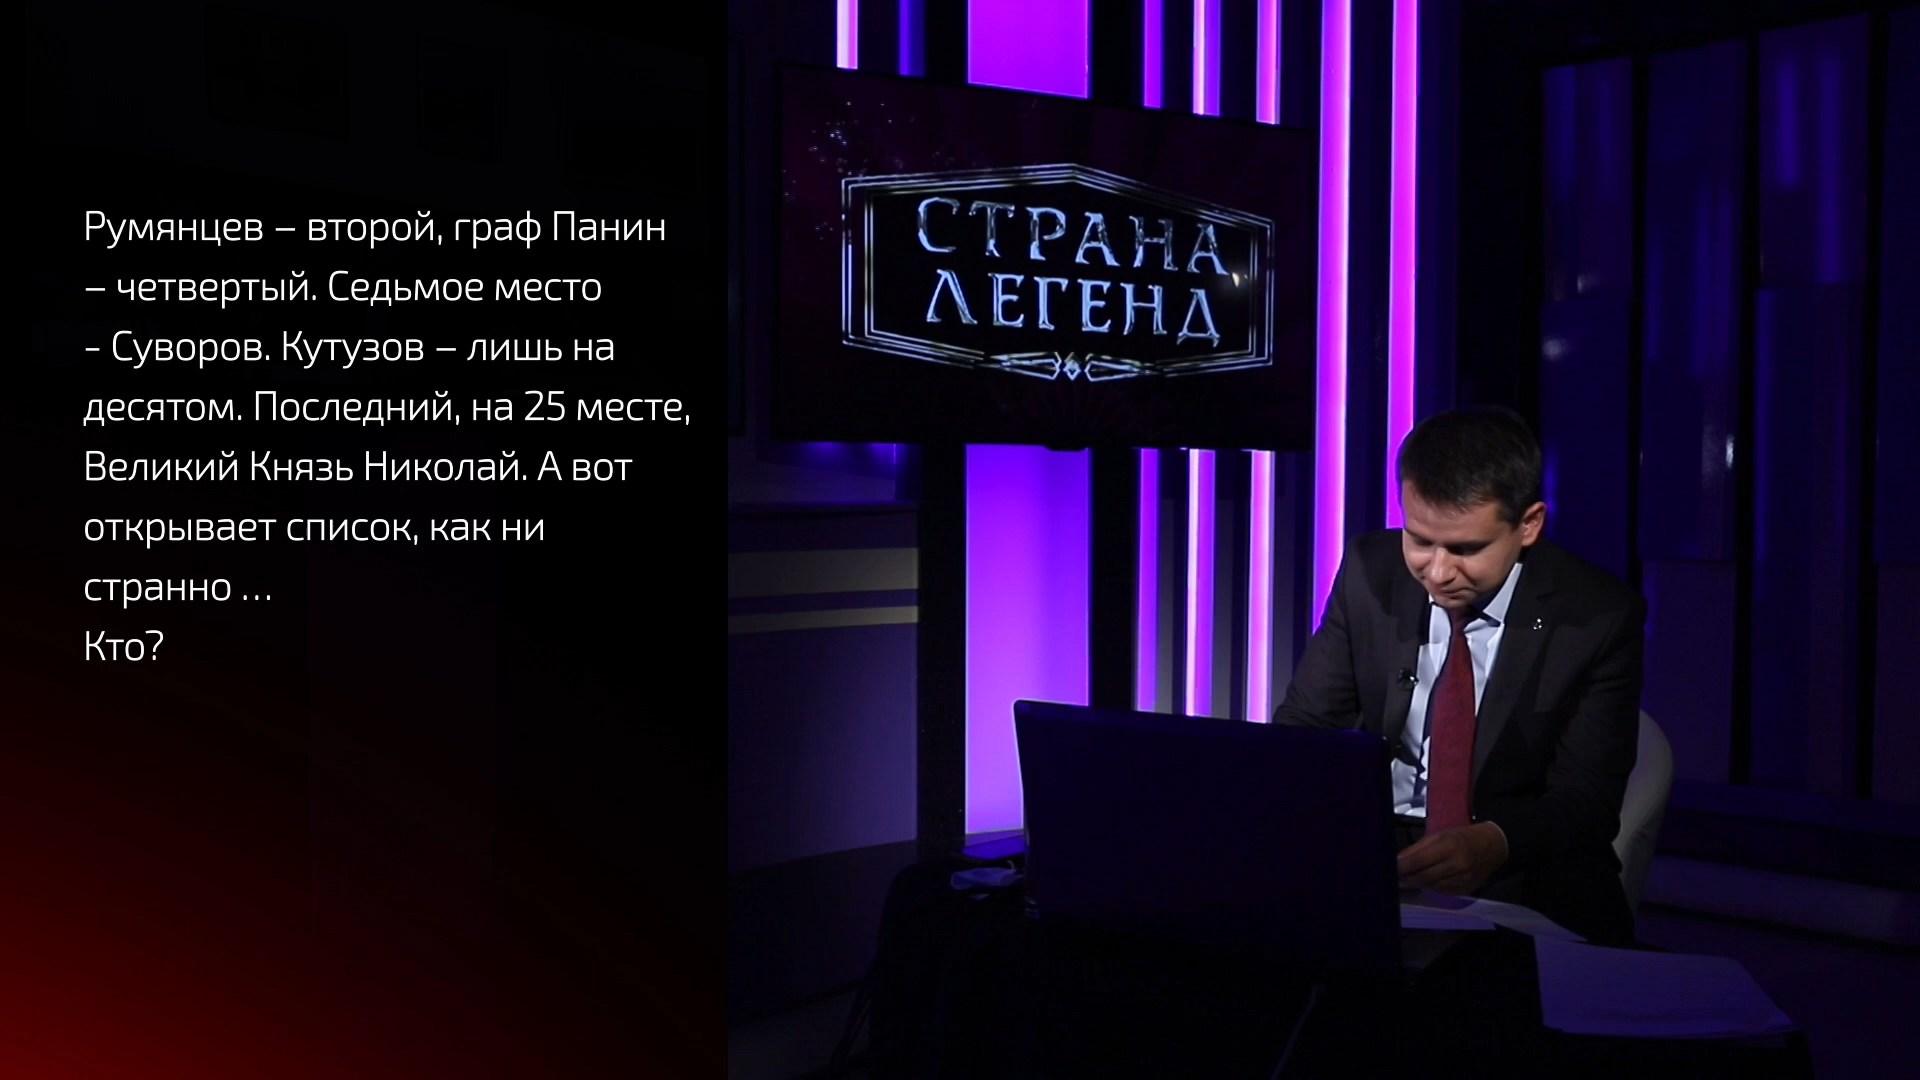 Румянцев – второй, граф Панин
– четвертый. Седьмое место
- Суворов. Кутузов – лишь на
десятом. Последний, на 25 месте,
Великий Князь Николай. А вот
открывает список, как ни
странно ...
Кто?
СТРАНА
ЛЕГЕНД